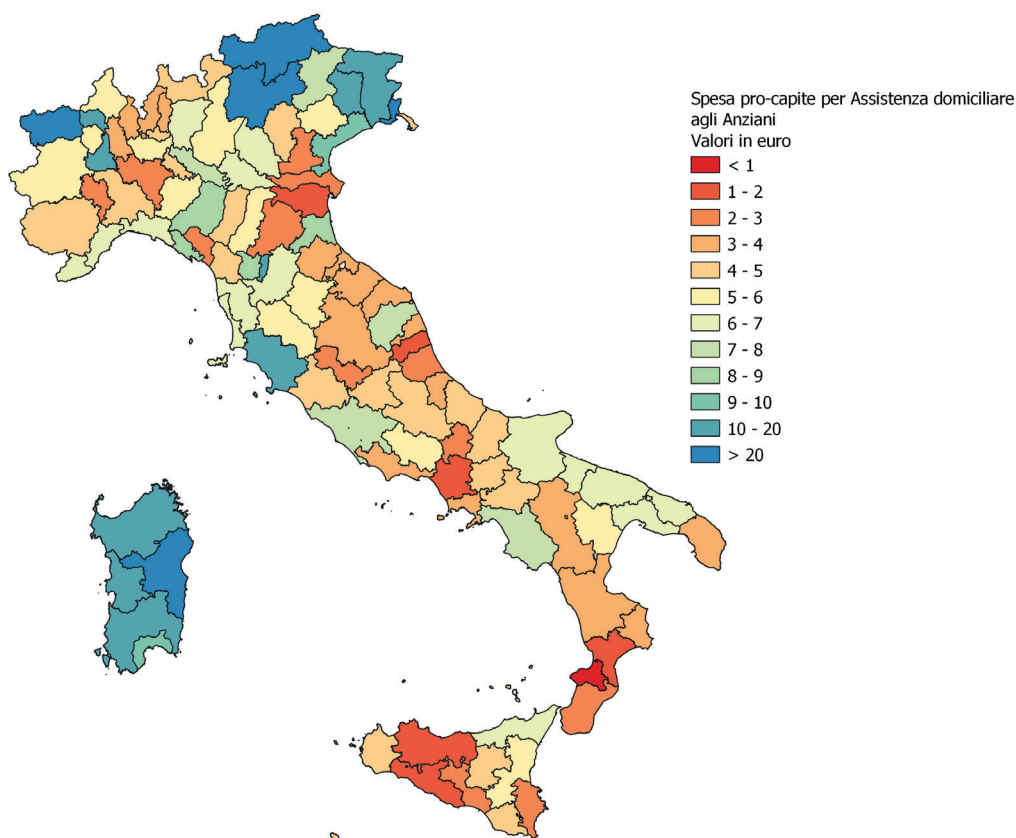 Spesa pro-capite per Assistenza domiciliare
agli Anziani
Valori in euro
< 1
1 - 2
2 - 3
3 - 4
4 - 5
5 - 6
6 - 7
7 - 8
8 - 9
9 - 10
10 - 20
> 20